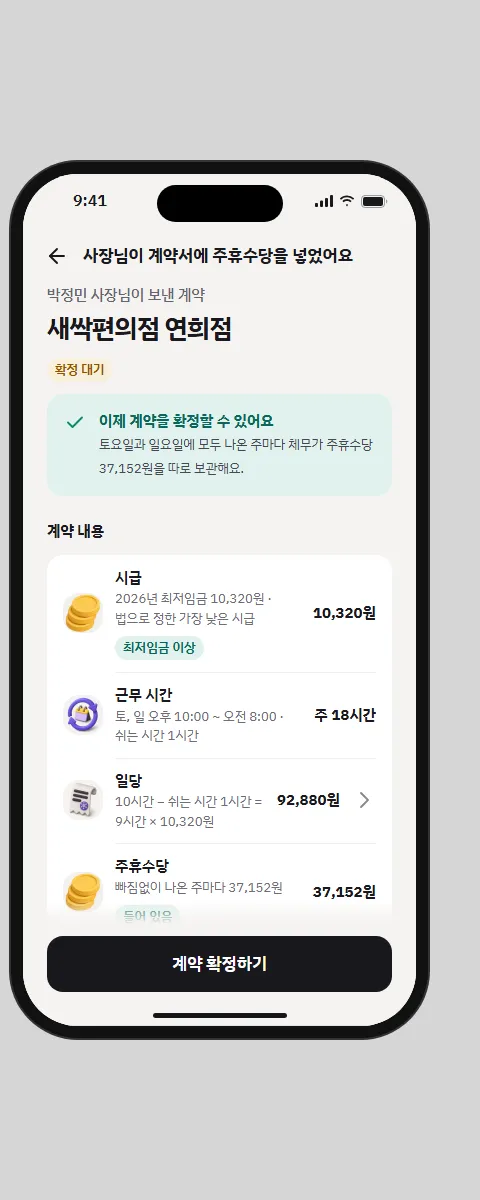 9:41
사장님이 계약서에 주휴수당을 넣었어요
박정민 사장님이 보낸 계약
새싹편의점 연희점
확정 대기
이제 계약을 확정할 수 있어요
토요일과 일요일에 모두 나온 주마다 체무가 주휴수당
37,152원을 따로 보관해요.
계약 내용
시급
2026년 최저임금 10,320원 ·
법으로 정한 가장 낮은 시급
10,320원
최저임금 이상
근무 시간
토, 일 오후 10:00 ~ 오전 8:00 ·
쉬는 시간 1시간
주 18시간
일당
10시간 − 쉬는 시간 1시간 =
9시간 × 10,320원
92,880원
주휴수당
빠짐없이 나온 주마다 37,152원
37,152원
들어 있음
계약 확정하기